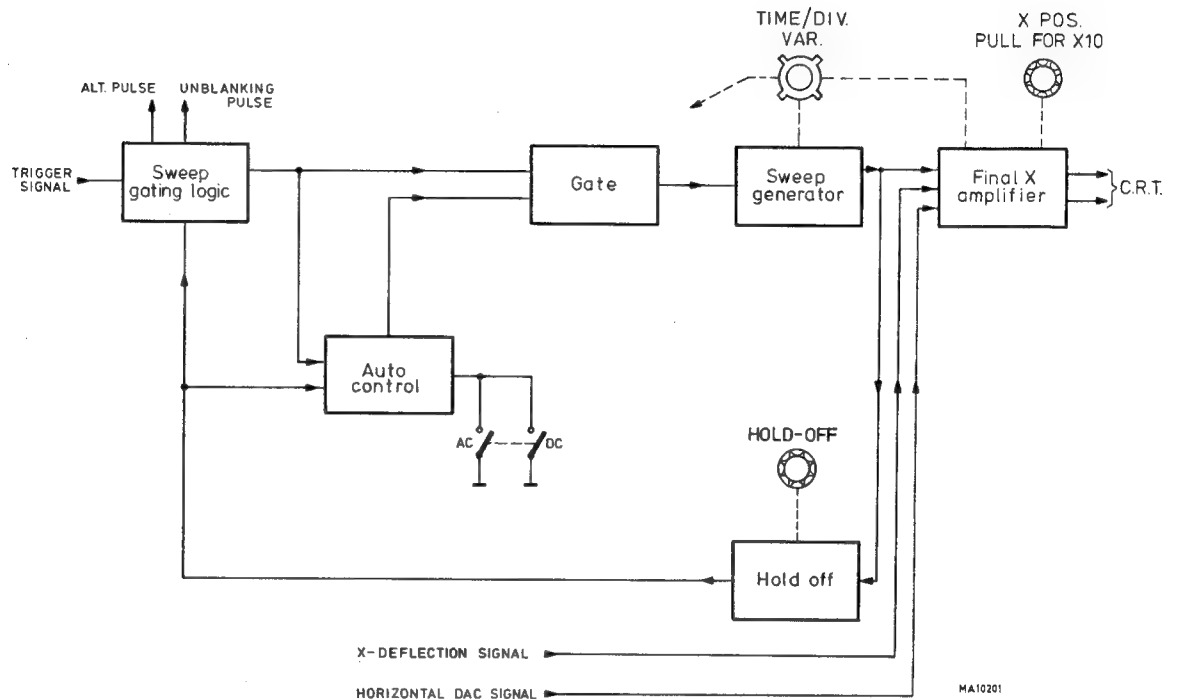 TIME/DIV.
VAR.
X POS.
PULL FOR X10
ALT. PULSE
UNBLANKING
PULSE
TRIGGER
SIGNAL
Sweep
gating logic
Gate
Sweep
generator
Final X
amplifier
C.R.T.
Auto
control
AC
DC
HOLD-OFF
Hold off
X-DEFLECTION SIGNAL
HORIZONTAL DAC SIGNAL
MA10201